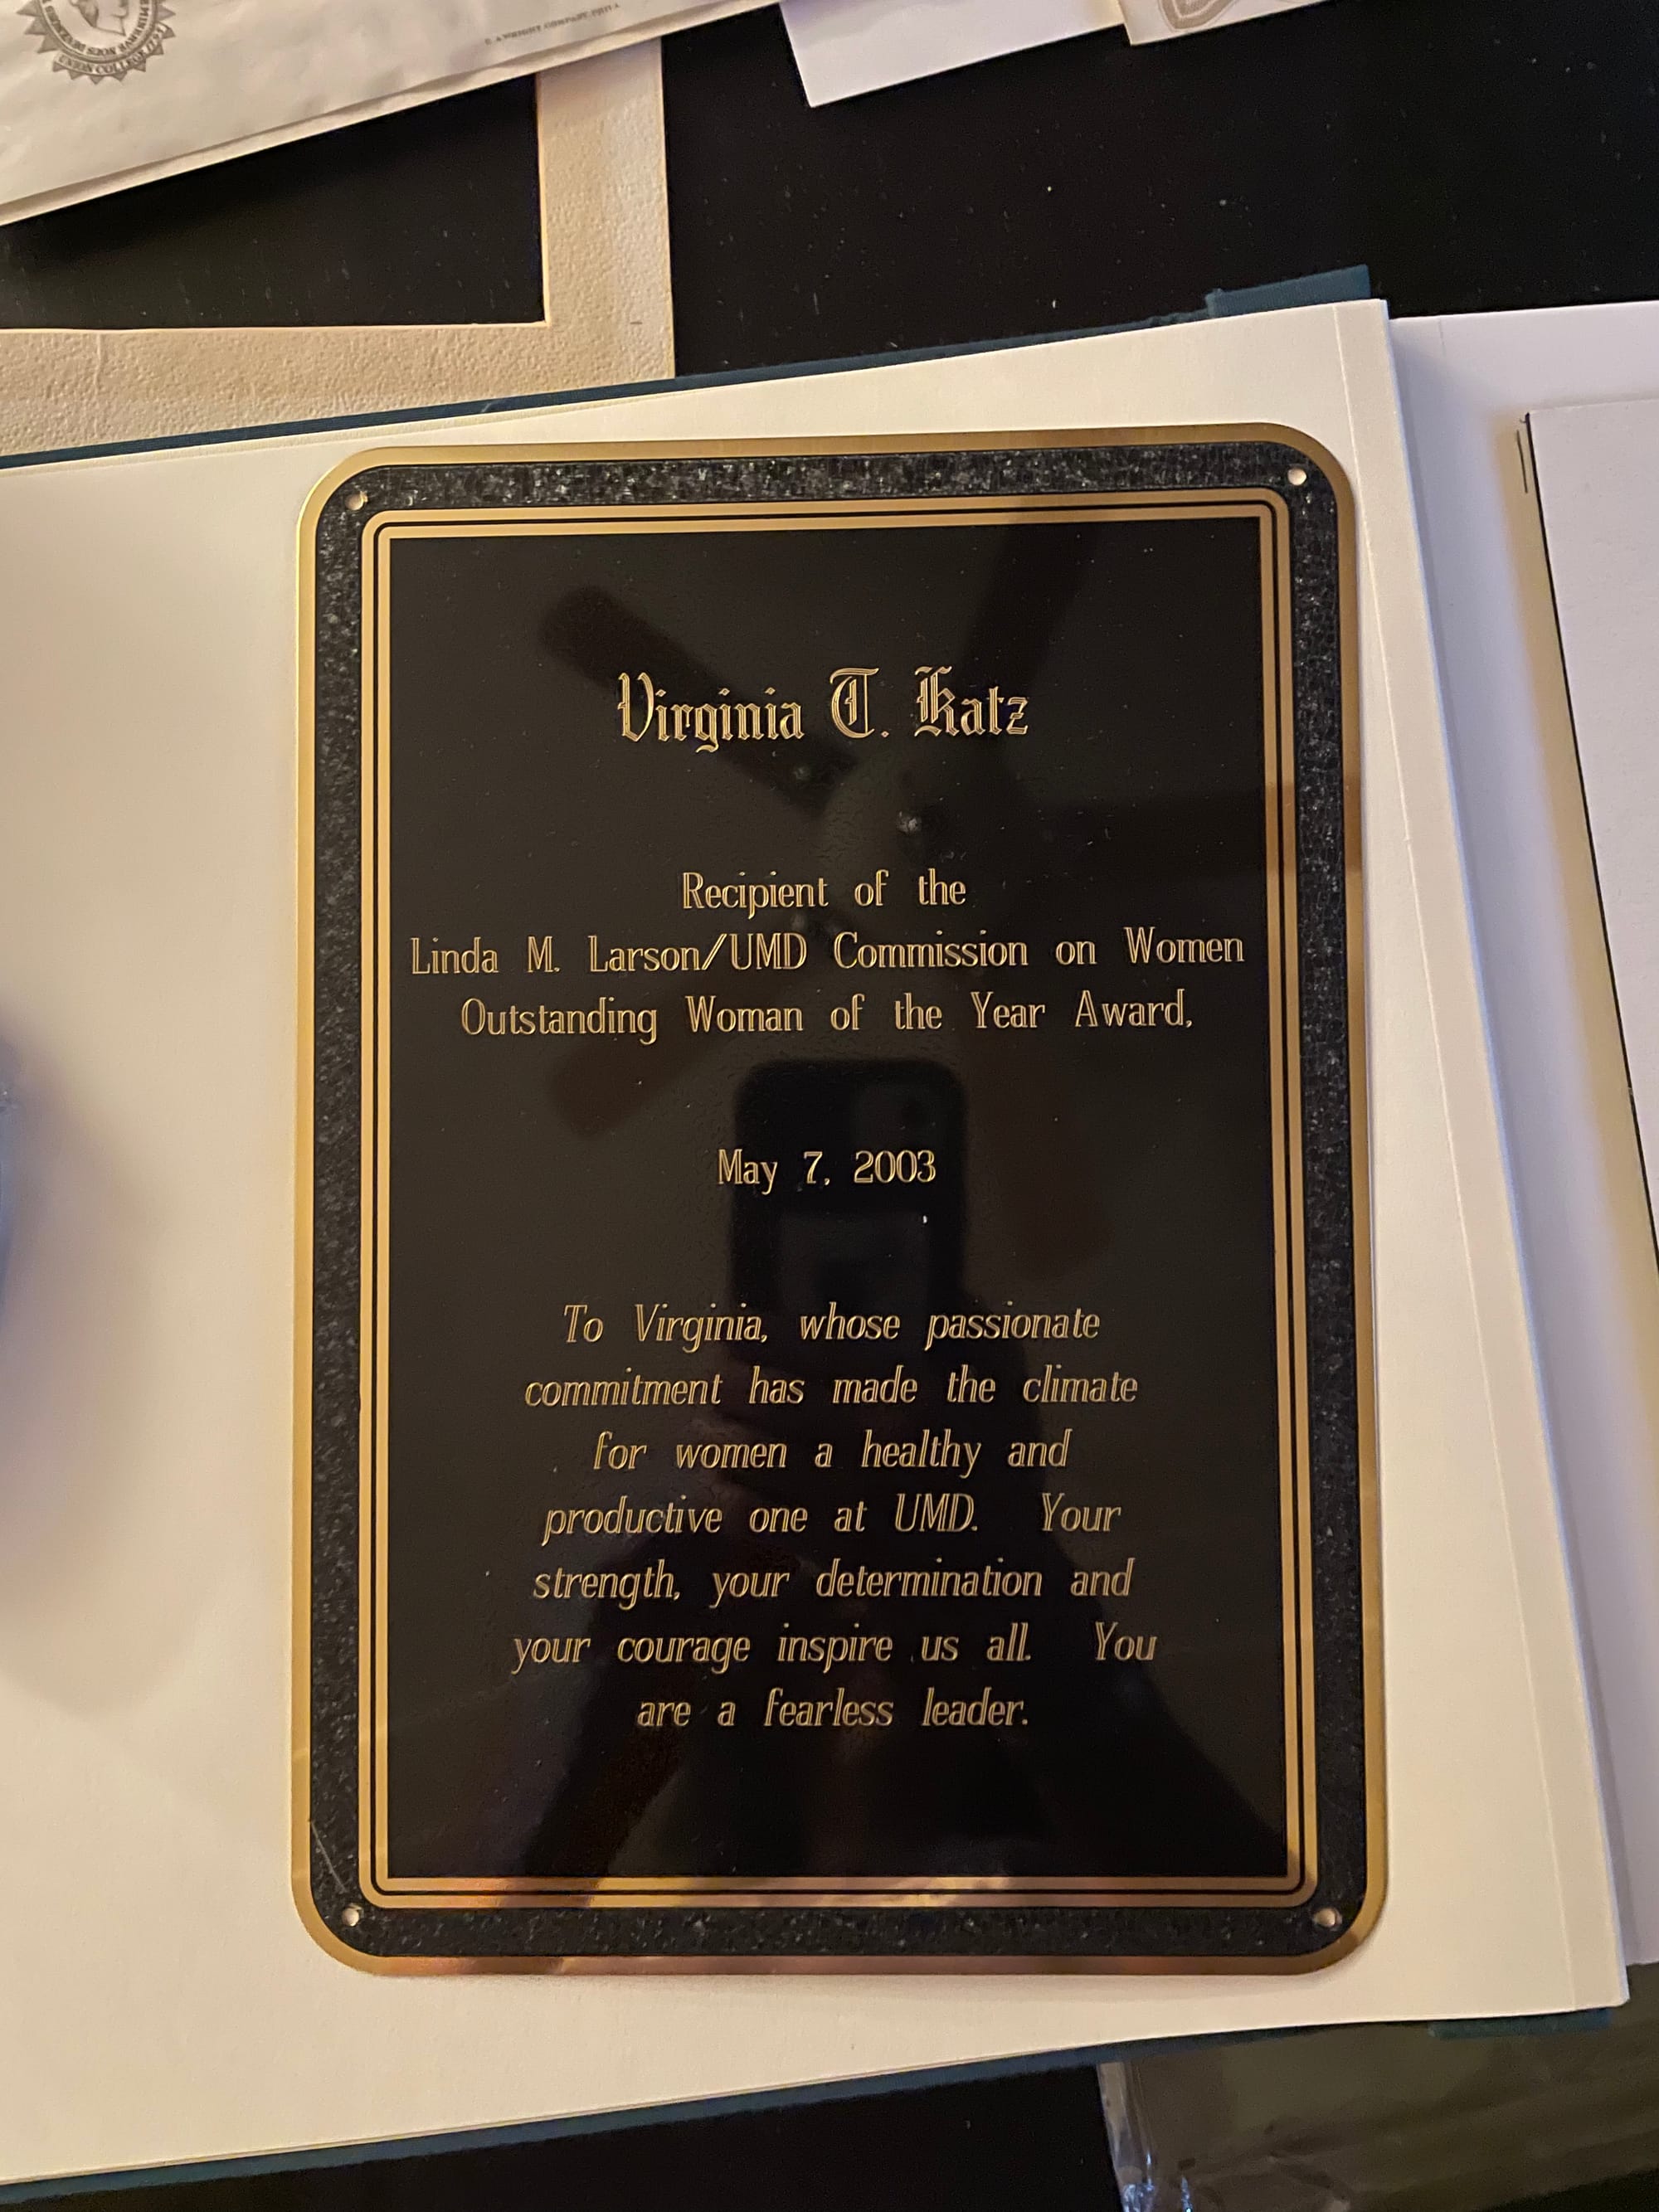 UNION COLLEGE
Virginia T. Katz
Recipient of the
Linda M. Larson/UMD Commission on Women
Outstanding Woman of the Year Award,
May 7, 2003
To Virginia, whose passionate
commitment has made the climate
for women a healthy and
productive one at UMD. Your
strength, your determination and
your courage inspire us all. You
are a fearless leader.